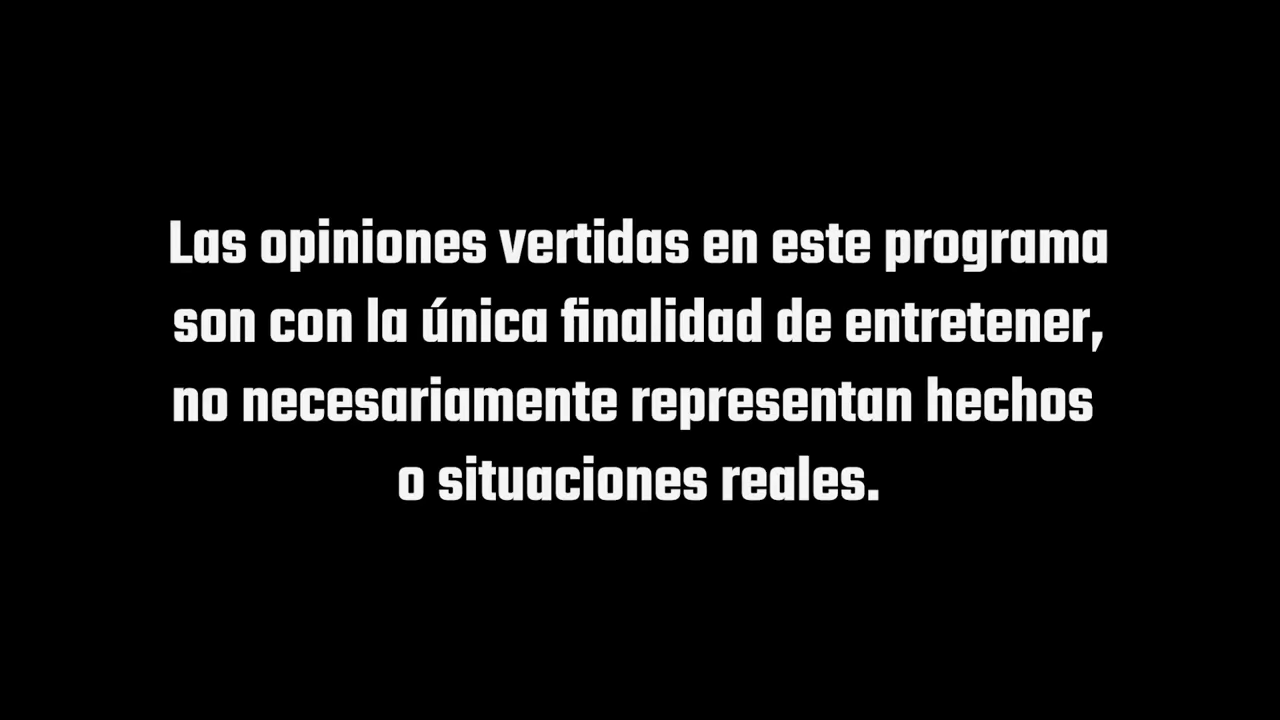 Las opiniones vertidas en este programa
son con la única finalidad de entretener,
no necesariamente representan hechos
o situaciones reales.